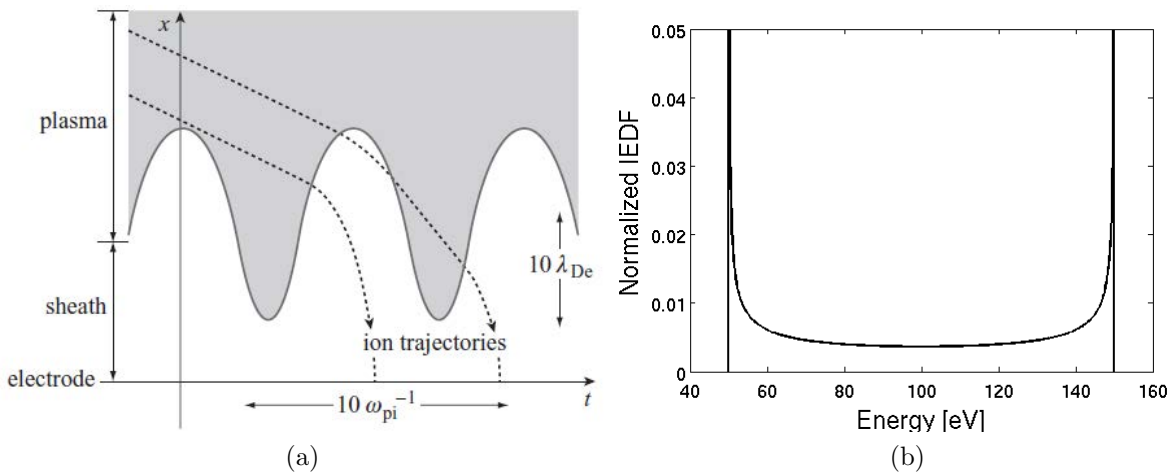 x
plasma
sheath
electrode
10 λDe
ion trajectories
10 ωpi⁻¹
t
(a)
Normalized IEDF
0.05
0.04
0.03
0.02
0.01
0
40 60 80 100 120 140 160
Energy [eV]
(b)